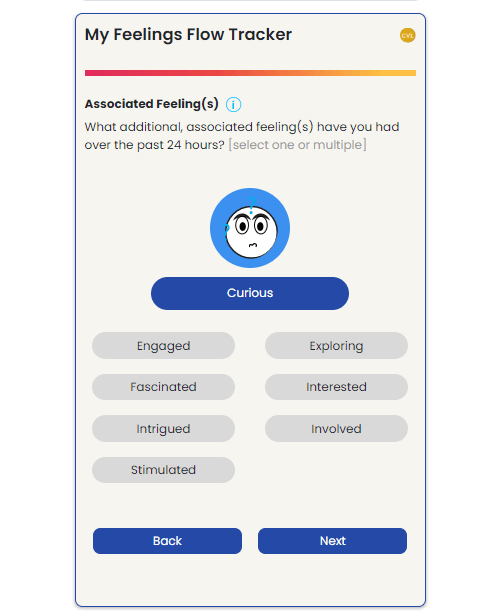 My Feelings Flow Tracker
CVL
Associated Feeling(s) i
What additional, associated feeling(s) have you had
over the past 24 hours? [select one or multiple]
Curious
Engaged
Exploring
Fascinated
Interested
Intrigued
Involved
Stimulated
Back
Next